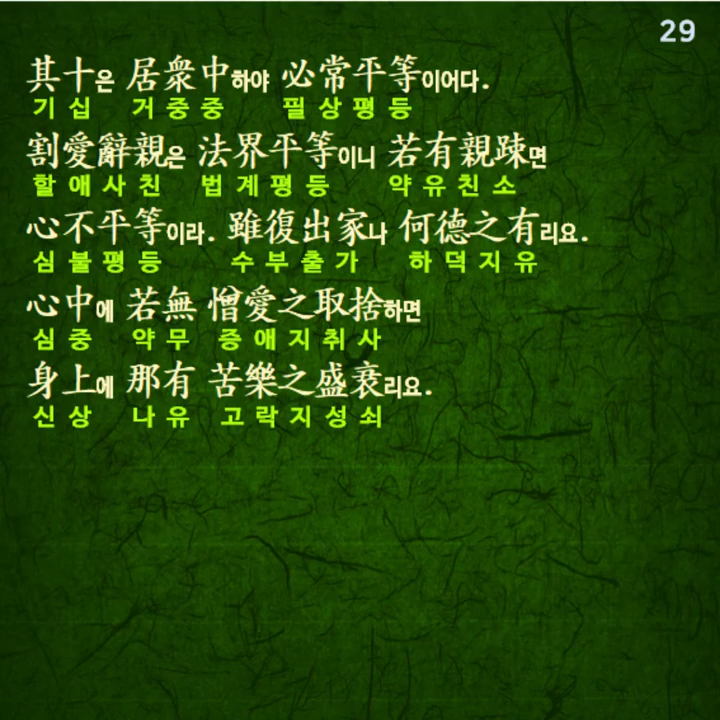 29
其十은 居衆中하야 必常平等이어다.
기십 거중중 필상평등
割愛辭親은 法界平等이니 若有親踈면
할애사친 법계평등 약유친소
心不平等이라. 雖復出家나 何德之有리요.
심불평등 수부출가 하덕지유
心中에 若無 憎愛之取捨하면
심중 약무 증애지취사
身上에 那有 苦樂之盛衰리요.
신상 나유 고락지성쇠